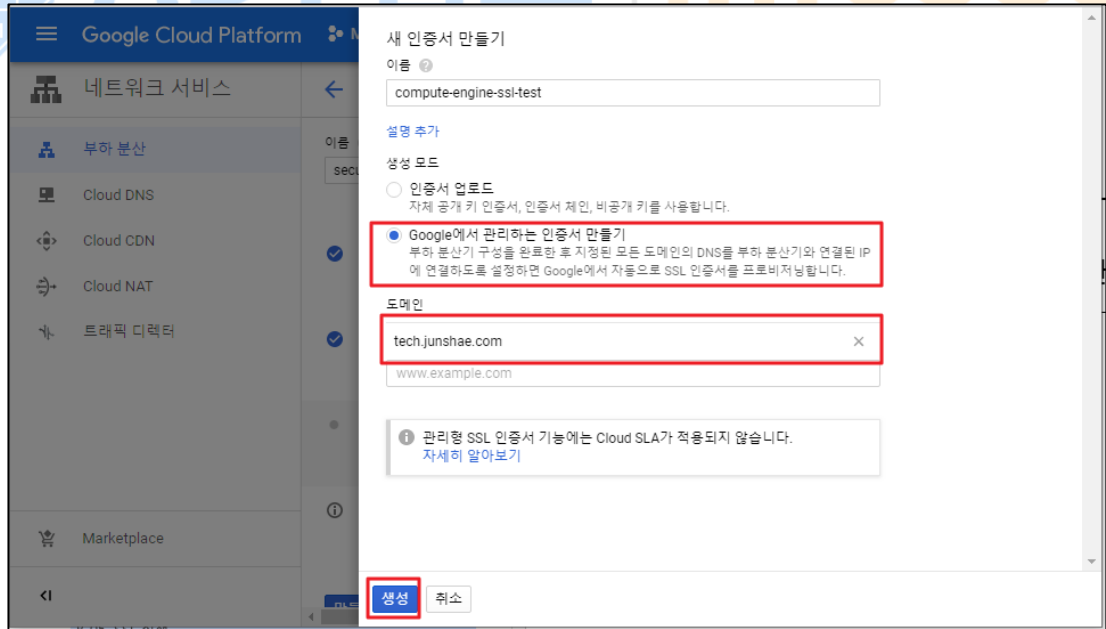 Google Cloud Platform
네트워크 서비스
부하 분산
Cloud DNS
Cloud CDN
Cloud NAT
트래픽 디렉터
Marketplace
이름
secu
새 인증서 만들기
이름
compute-engine-ssl-test
설명 추가
생성 모드
인증서 업로드
자체 공개 키 인증서, 인증서 체인, 비공개 키를 사용합니다.
Google에서 관리하는 인증서 만들기
부하 분산기 구성을 완료한 후 지정된 모든 도메인의 DNS를 부하 분산기와 연결된 IP
에 연결하도록 설정하면 Google에서 자동으로 SSL 인증서를 프로비저닝합니다.
도메인
tech.junshae.com
www.example.com
관리형 SSL 인증서 기능에는 Cloud SLA가 적용되지 않습니다.
자세히 알아보기
생성
취소